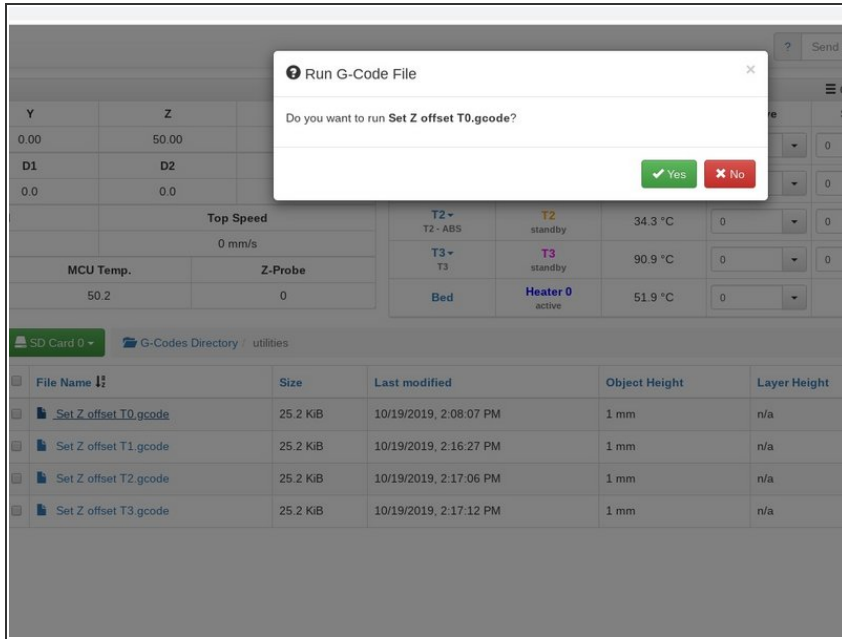 ? Send
Run G-Code File ×
Do you want to run Set Z offset T0.gcode?
Yes No
Y Z
0.00 50.00
D1 D2
0.0 0.0
Top Speed
0 mm/s
MCU Temp. Z-Probe
50.2 0
0
0
T2 T2 34.3 °C 0 0
T2 - ABS standby
T3 T3 90.9 °C 0 0
T3 standby
Bed Heater 0 51.9 °C 0
active
SD Card 0 G-Codes Directory / utilities
File Name Size Last modified Object Height Layer Height
Set Z offset T0.gcode 25.2 KiB 10/19/2019, 2:08:07 PM 1 mm n/a
Set Z offset T1.gcode 25.2 KiB 10/19/2019, 2:16:27 PM 1 mm n/a
Set Z offset T2.gcode 25.2 KiB 10/19/2019, 2:17:06 PM 1 mm n/a
Set Z offset T3.gcode 25.2 KiB 10/19/2019, 2:17:12 PM 1 mm n/a